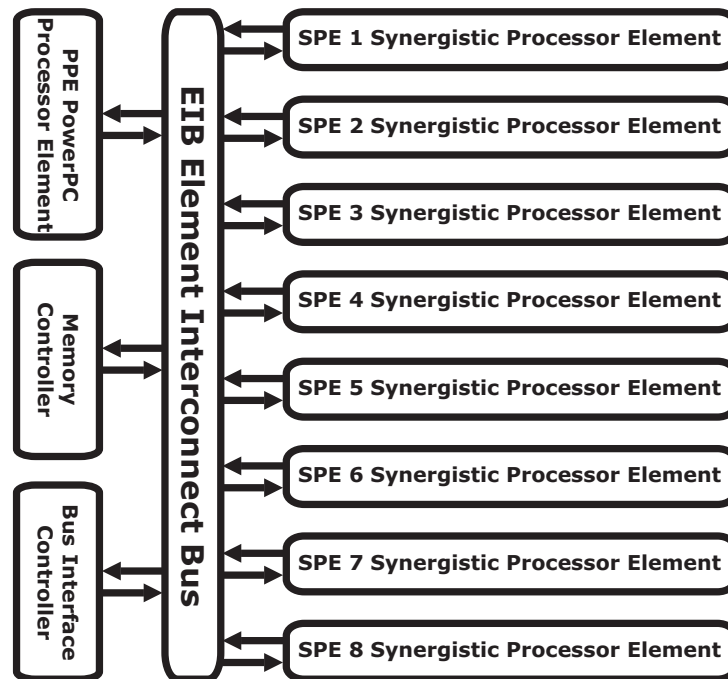 PPE PowerPC
Processor Element
Memory
Controller
Bus Interface
Controller
EIB Element Interconnect Bus
SPE 1 Synergistic Processor Element
SPE 2 Synergistic Processor Element
SPE 3 Synergistic Processor Element
SPE 4 Synergistic Processor Element
SPE 5 Synergistic Processor Element
SPE 6 Synergistic Processor Element
SPE 7 Synergistic Processor Element
SPE 8 Synergistic Processor Element